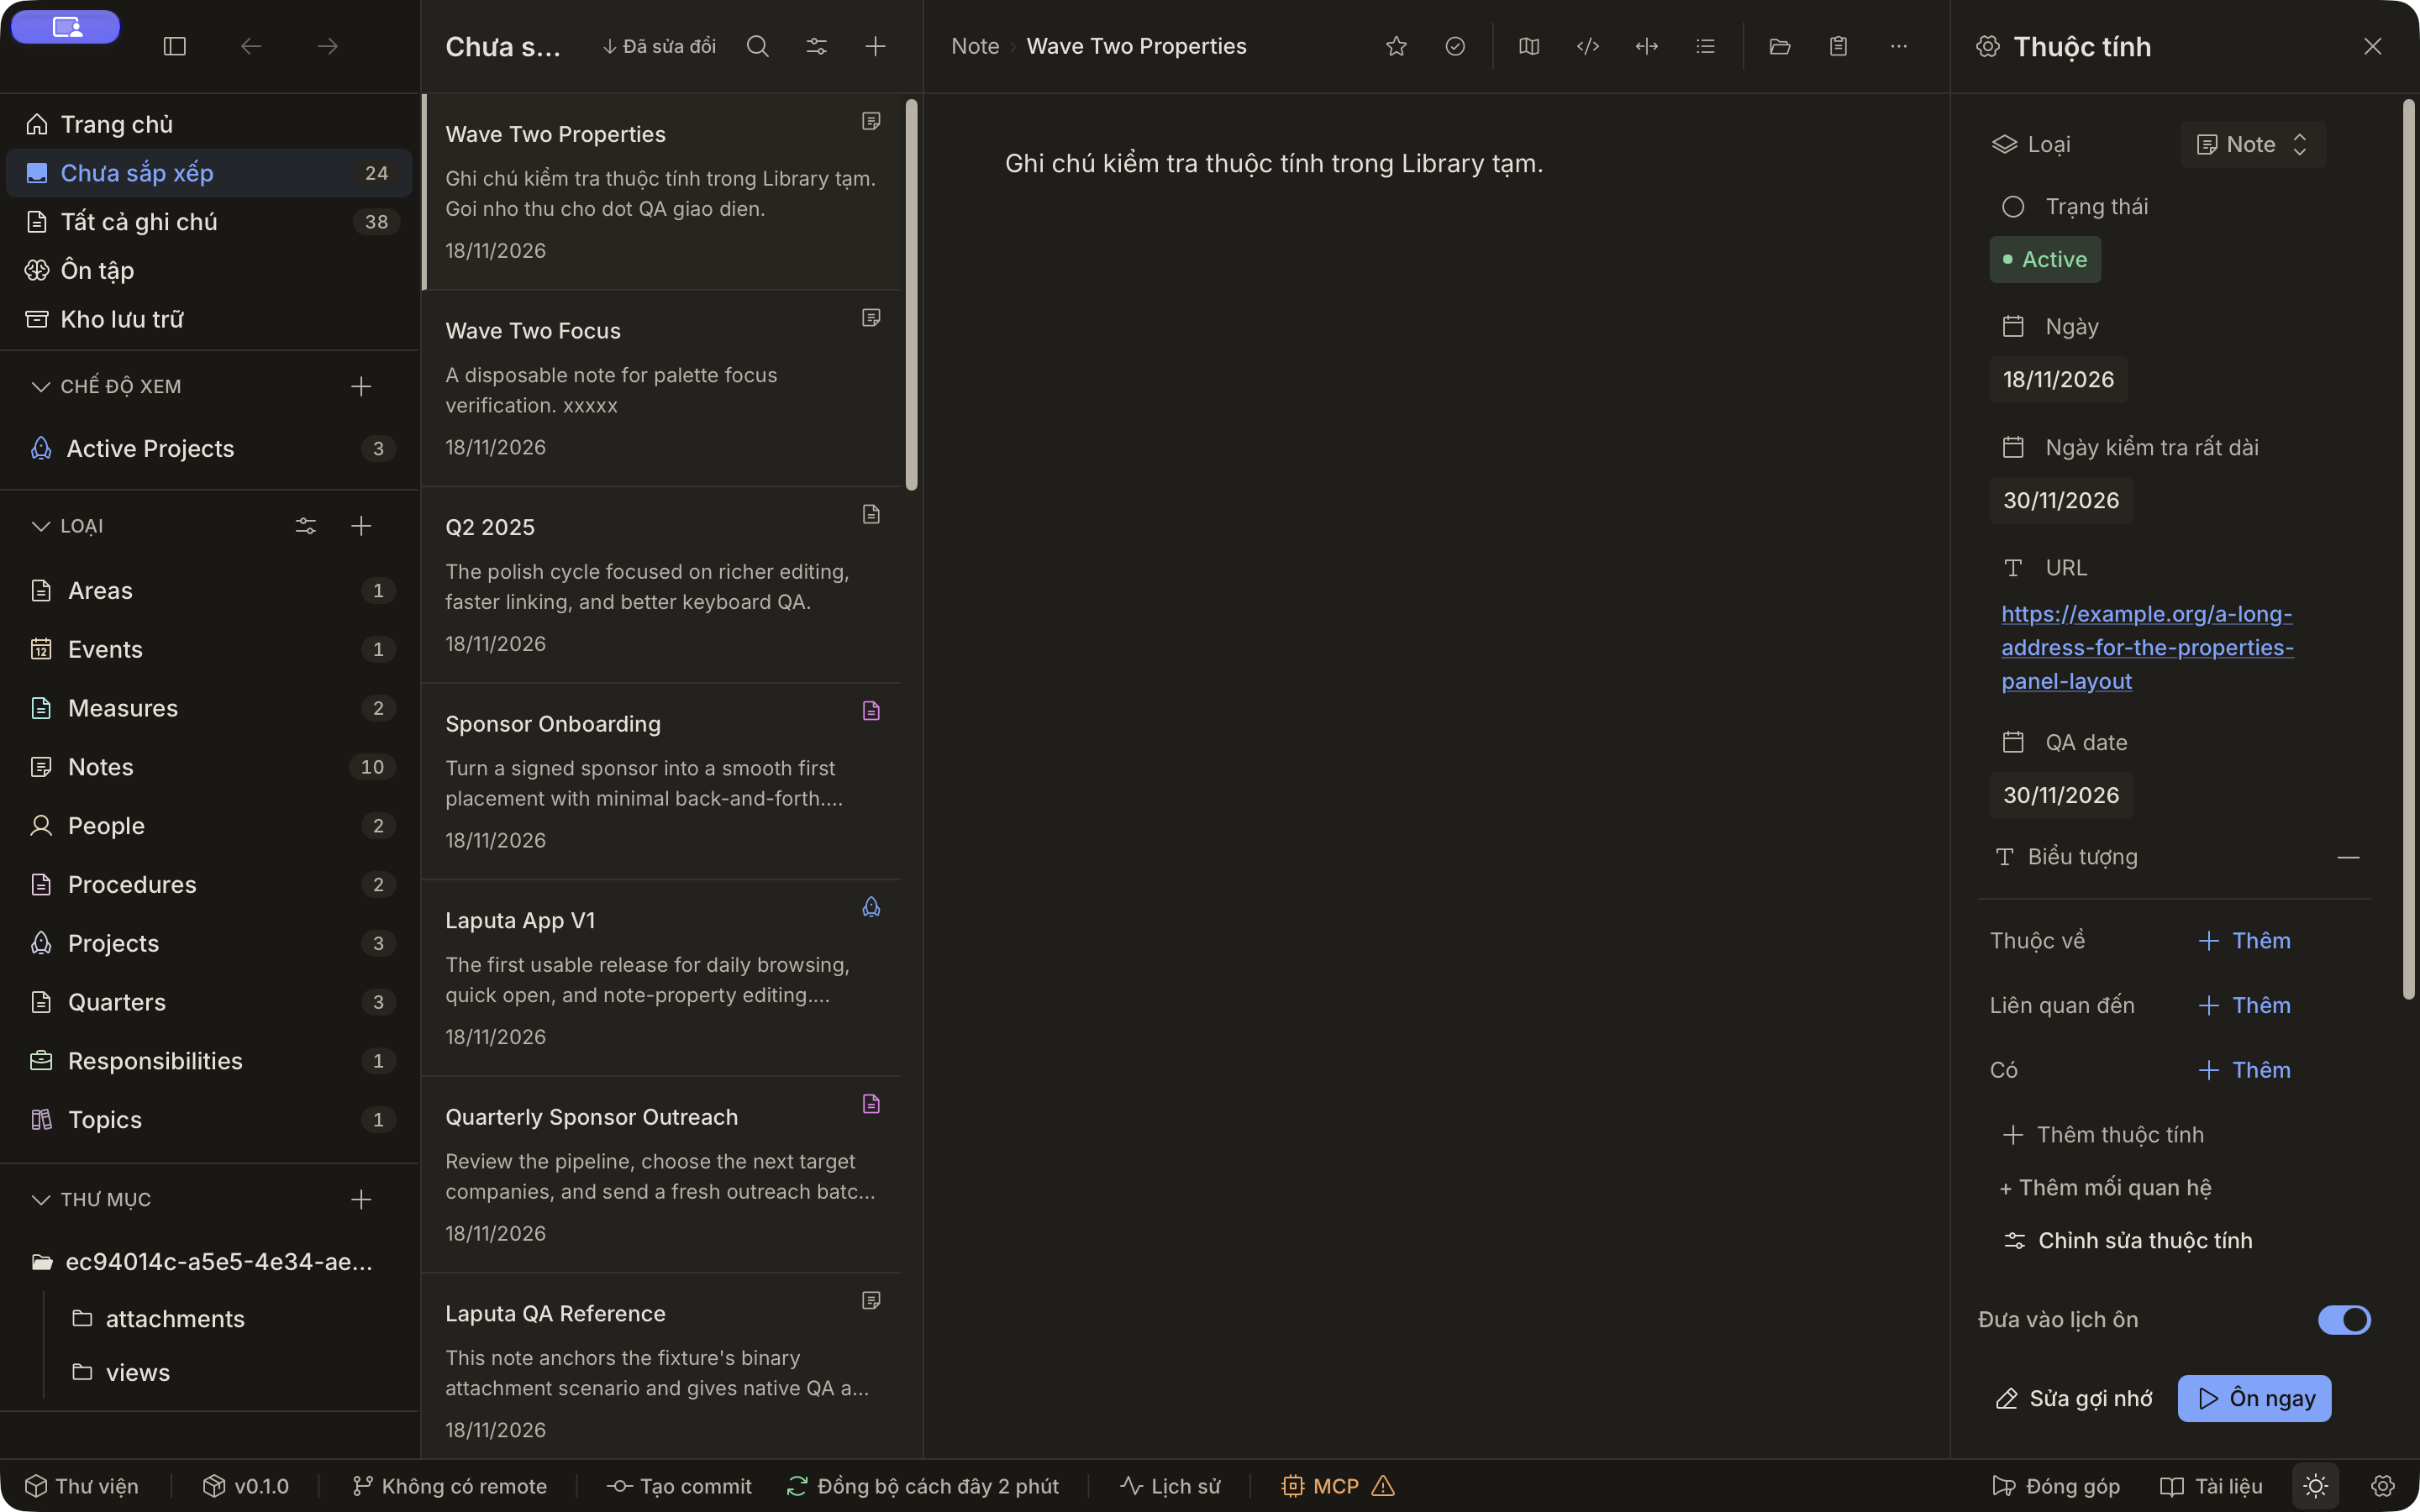 Trang chủ
Chưa sắp xếp 24
Tất cả ghi chú 38
Ôn tập
Kho lưu trữ
CHẾ ĐỘ XEM
Active Projects 3
LOẠI
Areas 1
Events 1
Measures 2
Notes 10
People 2
Procedures 2
Projects 3
Quarters 3
Responsibilities 1
Topics 1
THƯ MỤC
ec94014c-a5e5-4e34-ae...
attachments
views
Chưa s... Đã sửa đổi
Wave Two Properties
Ghi chú kiểm tra thuộc tính trong Library tạm.
Goi nho thu cho dot QA giao dien.
18/11/2026
Wave Two Focus
A disposable note for palette focus
verification. xxxxx
18/11/2026
Q2 2025
The polish cycle focused on richer editing,
faster linking, and better keyboard QA.
18/11/2026
Sponsor Onboarding
Turn a signed sponsor into a smooth first
placement with minimal back-and-forth....
18/11/2026
Laputa App V1
The first usable release for daily browsing,
quick open, and note-property editing....
18/11/2026
Quarterly Sponsor Outreach
Review the pipeline, choose the next target
companies, and send a fresh outreach batc...
18/11/2026
Laputa QA Reference
This note anchors the fixture's binary
attachment scenario and gives native QA a...
18/11/2026
Note › Wave Two Properties
Ghi chú kiểm tra thuộc tính trong Library tạm.
Thuộc tính
Loại Note
Trạng thái
Active
Ngày
18/11/2026
Ngày kiểm tra rất dài
30/11/2026
URL
https://example.org/a-long-
address-for-the-properties-
panel-layout
QA date
30/11/2026
Biểu tượng —
Thuộc về + Thêm
Liên quan đến + Thêm
Có + Thêm
+ Thêm thuộc tính
+ Thêm mối quan hệ
Chỉnh sửa thuộc tính
Đưa vào lịch ôn
Sửa gợi nhớ Ôn ngay
Thư viện v0.1.0 Không có remote Tạo commit Đồng bộ cách đây 2 phút Lịch sử MCP Đóng góp Tài liệu